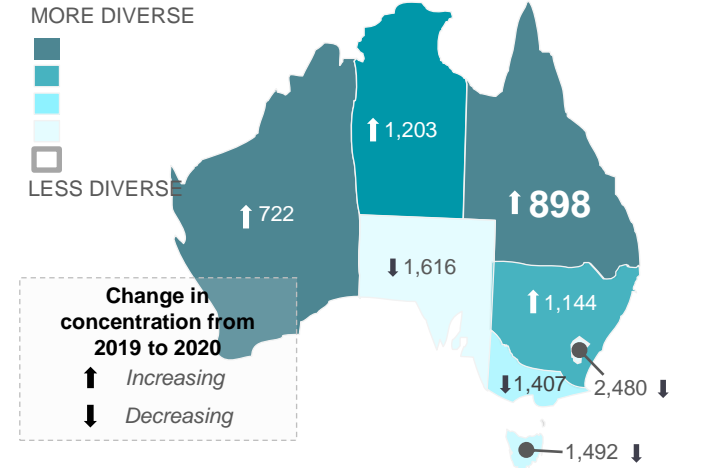 MORE DIVERSE
LESS DIVERSE
1,203
722
898
1,616
1,144
1,407
2,480
1,492
Change in
concentration from
2019 to 2020
Increasing
Decreasing